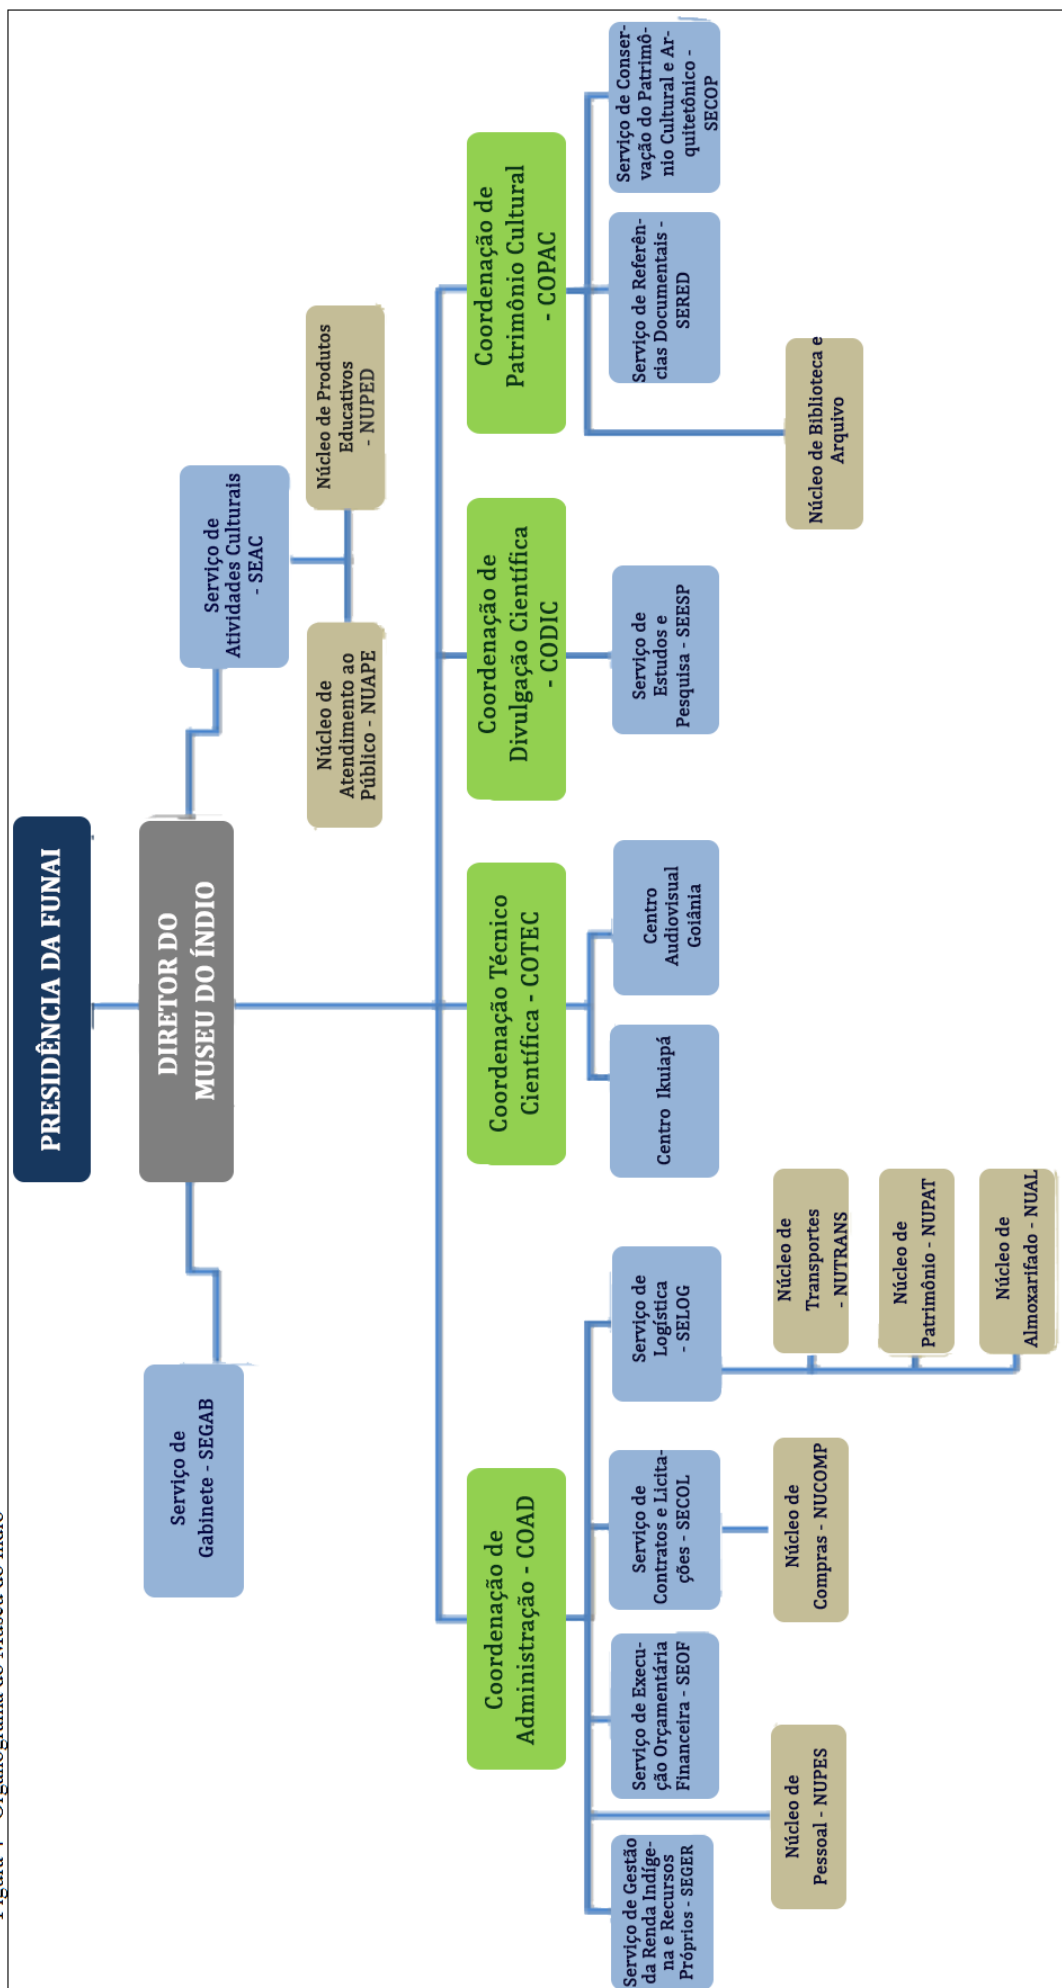 PRESIDÊNCIA DA FUNAI
DIRETOR DO
MUSEU DO ÍNDIO
Serviço de
Gabinete - SEGAB
Serviço de
Atividades Culturais
- SEAC
Núcleo de
Atendimento ao
Público - NUAPE
Núcleo de Produtos
Educativos
- NUPED
Coordenação de
Administração - COAD
Coordenação Técnico
Científica - COTEC
Coordenação de
Divulgação Científica
- CODIC
Coordenação de
Patrimônio Cultural
- COPAC
Serviço de Gestão
da Renda Indíge-
na e Recursos
Próprios - SEGER
Serviço de Execu-
ção Orçamentária
Financeira - SEOF
Serviço de
Contratos e Licita-
ções - SECOL
Serviço de
Logística
- SELOG
Centro Ikuiapá
Centro
Audiovisual
Goiânia
Serviço de
Estudos e
Pesquisa - SEESP
Serviço de Referên-
cias Documentais -
SERED
Serviço de Conser-
vação do Patrimô-
nio Cultural e Ar-
quitetônico -
SECOP
Núcleo de
Pessoal - NUPES
Núcleo de
Compras - NUCOMP
Núcleo de
Transportes
- NUTRANS
Núcleo de
Patrimônio - NUPAT
Núcleo de
Almoxarifado - NUAL
Núcleo de Biblioteca e
Arquivo